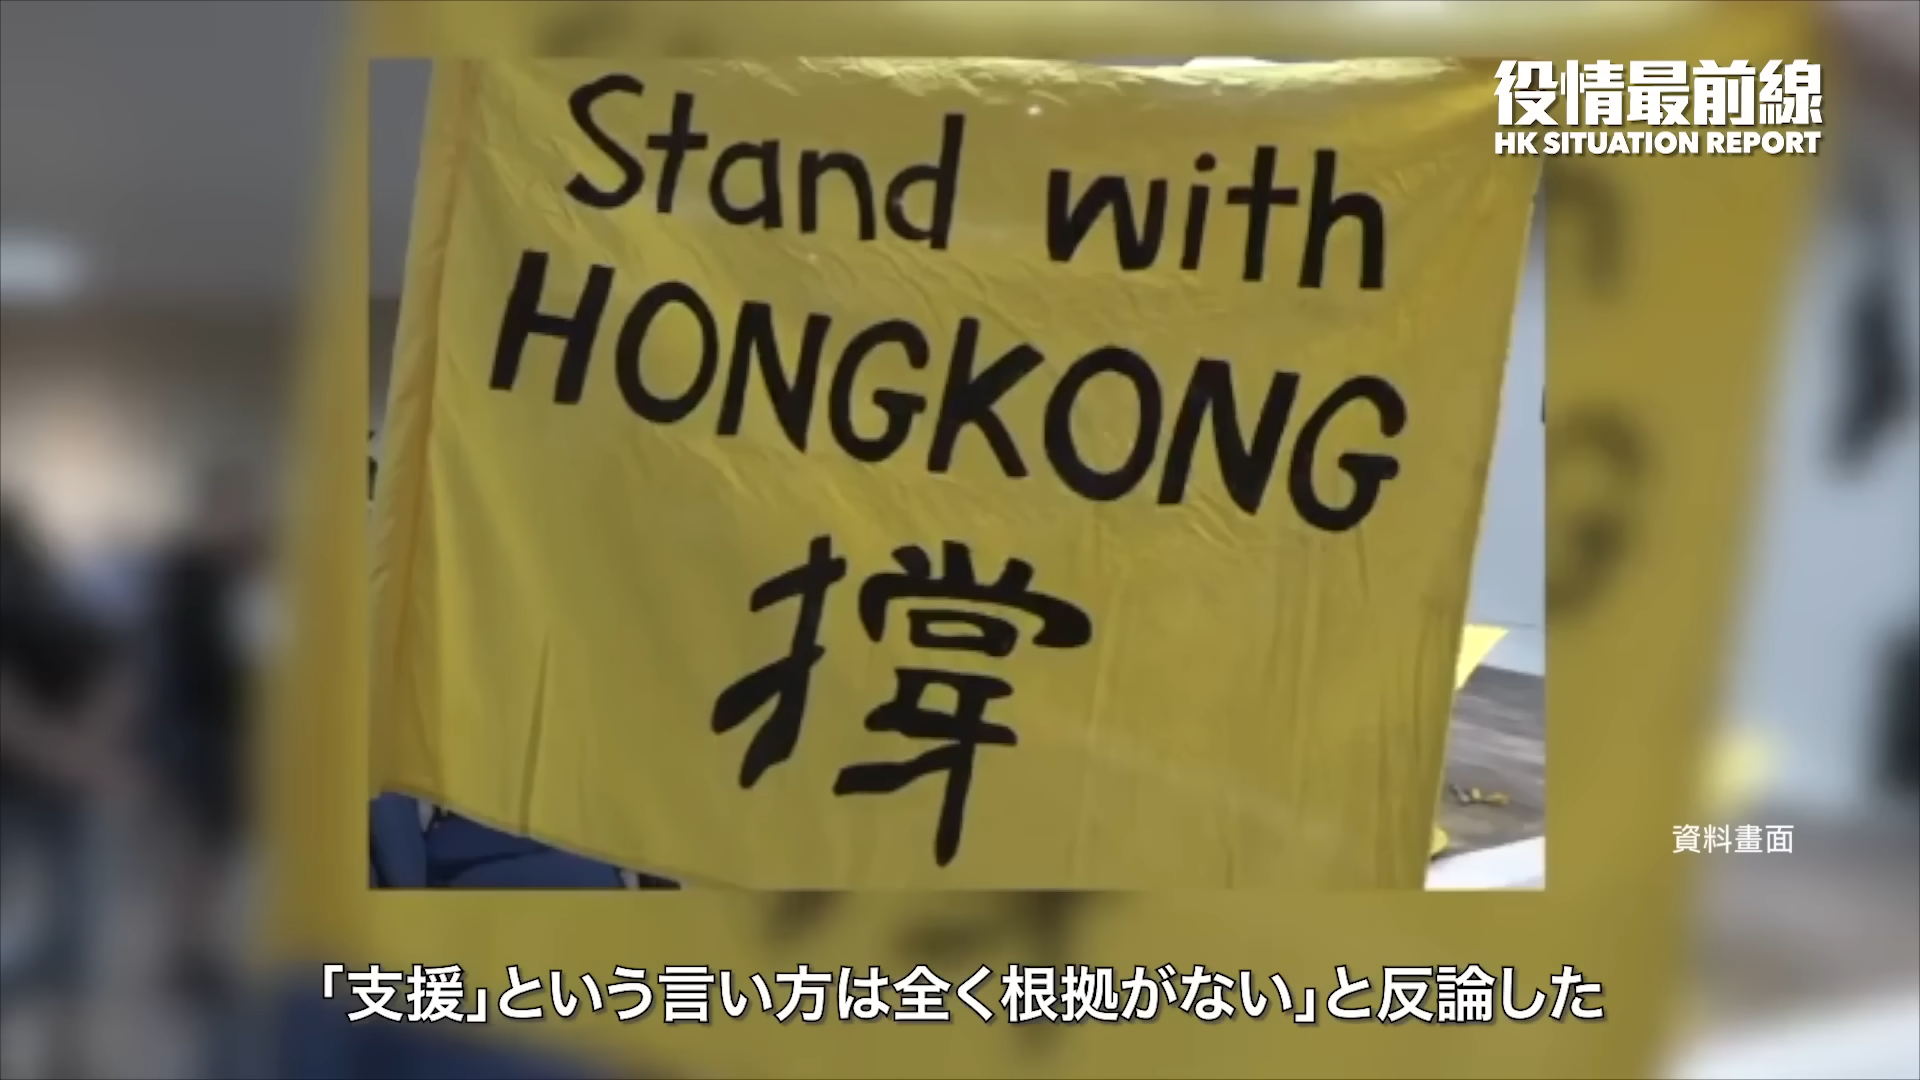 役情最前線
HK SITUATION REPORT
Stand with
HONGKONG
撐
資料畫面
「支援」という言い方は全く根拠がない」と反論した